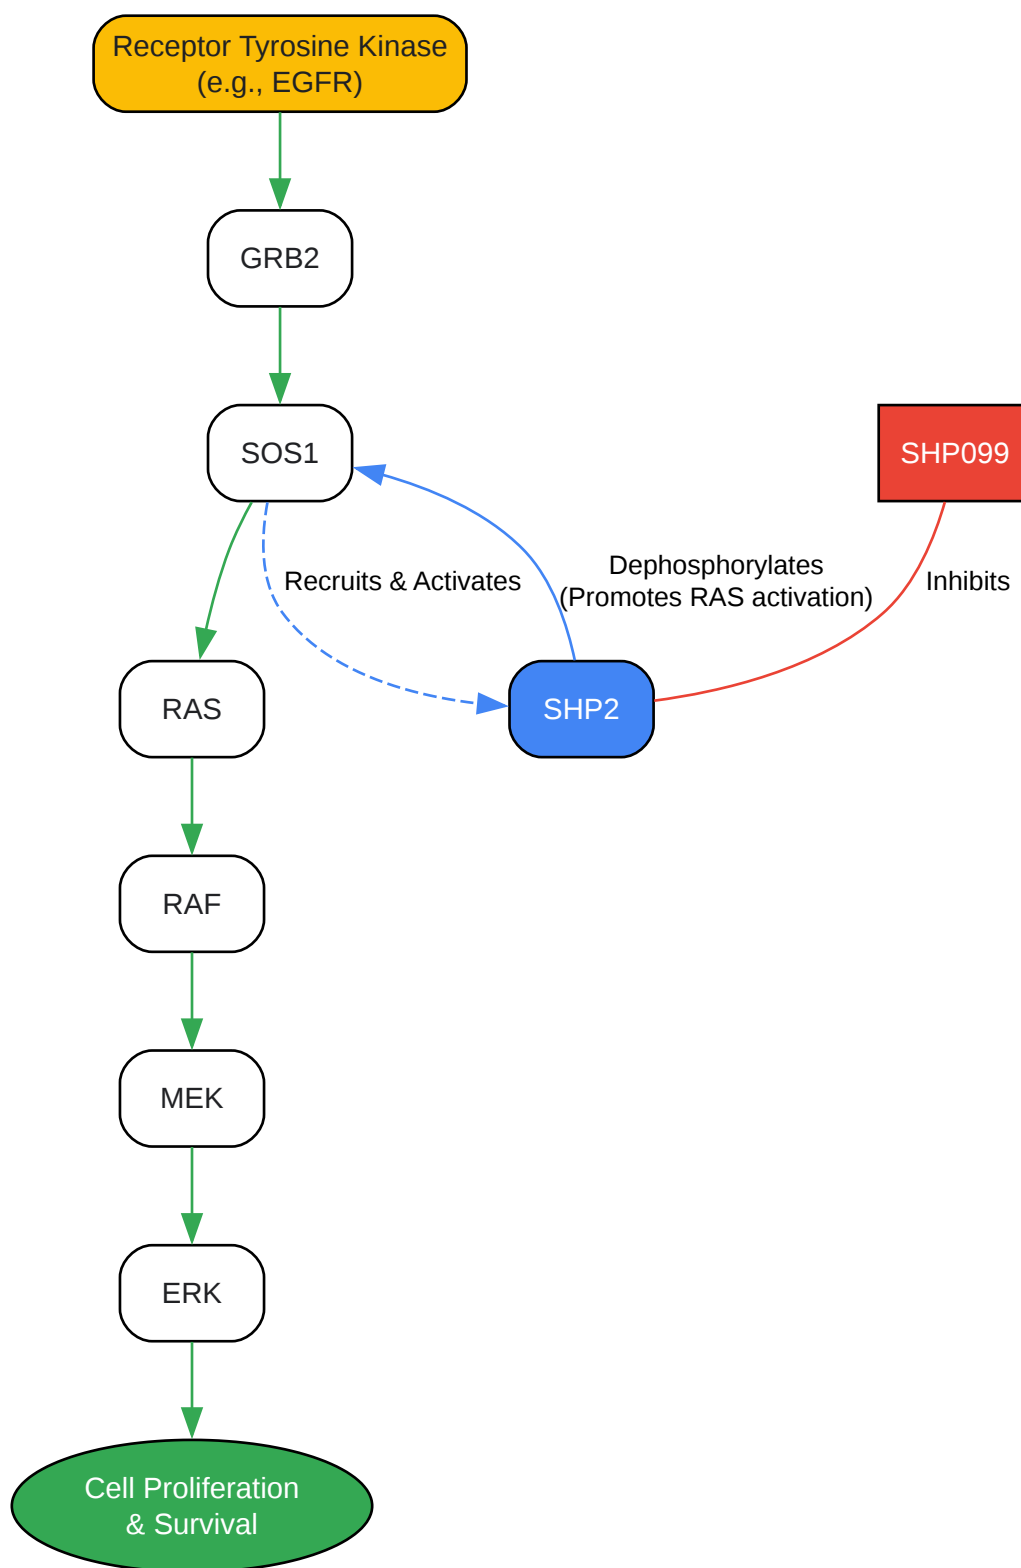 Receptor Tyrosine Kinase
(e.g., EGFR)
GRB2
SOS1
SHP099
Recruits & Activates
Dephosphorylates
(Promotes RAS activation)
Inhibits
RAS
SHP2
RAF
MEK
ERK
Cell Proliferation
& Survival